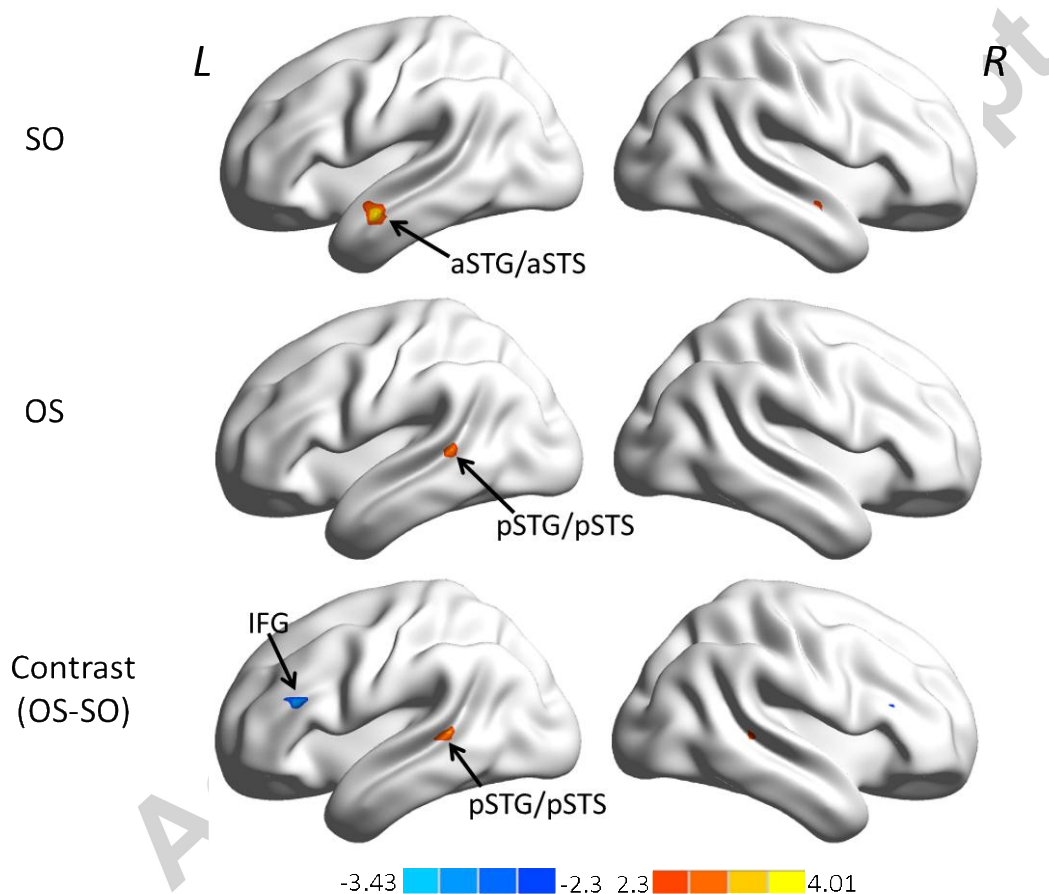 L
R
SO
aSTG/aSTS
OS
pSTG/pSTS
IFG
Contrast
(OS-SO)
pSTG/pSTS
-3.43 -2.3 2.3 4.01